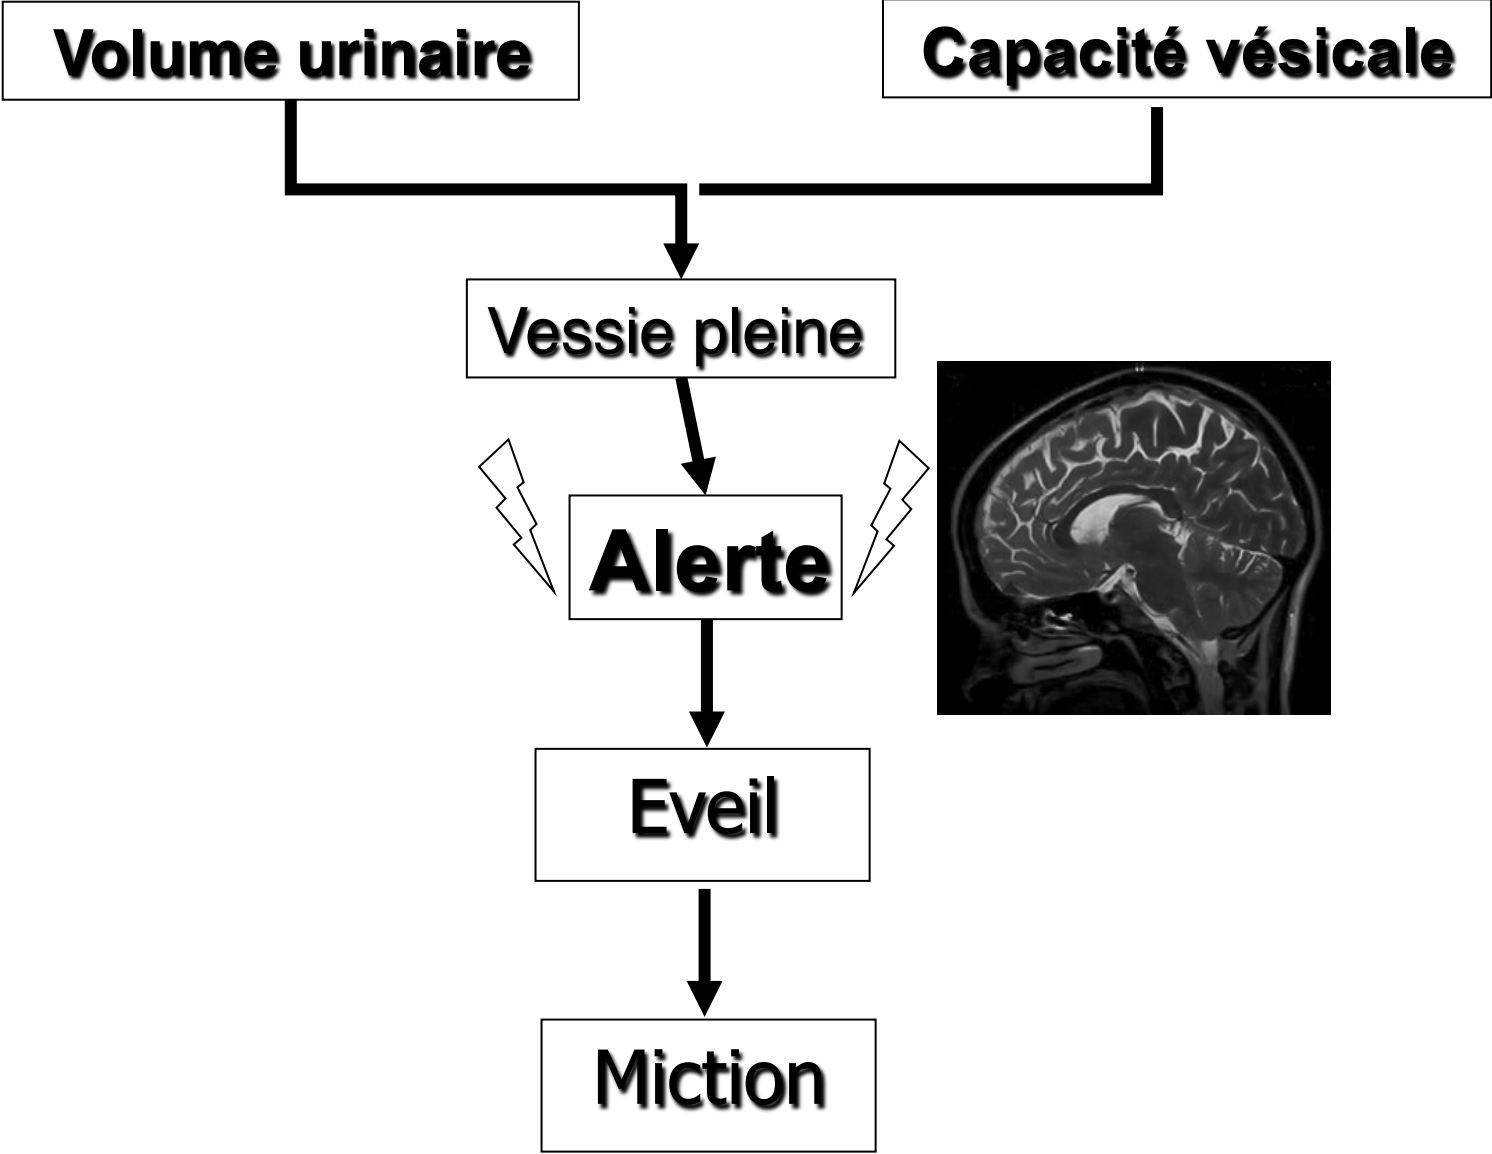 Volume urinaire
Capacité vésicale
Vessie pleine
Alerte
Eveil
Miction